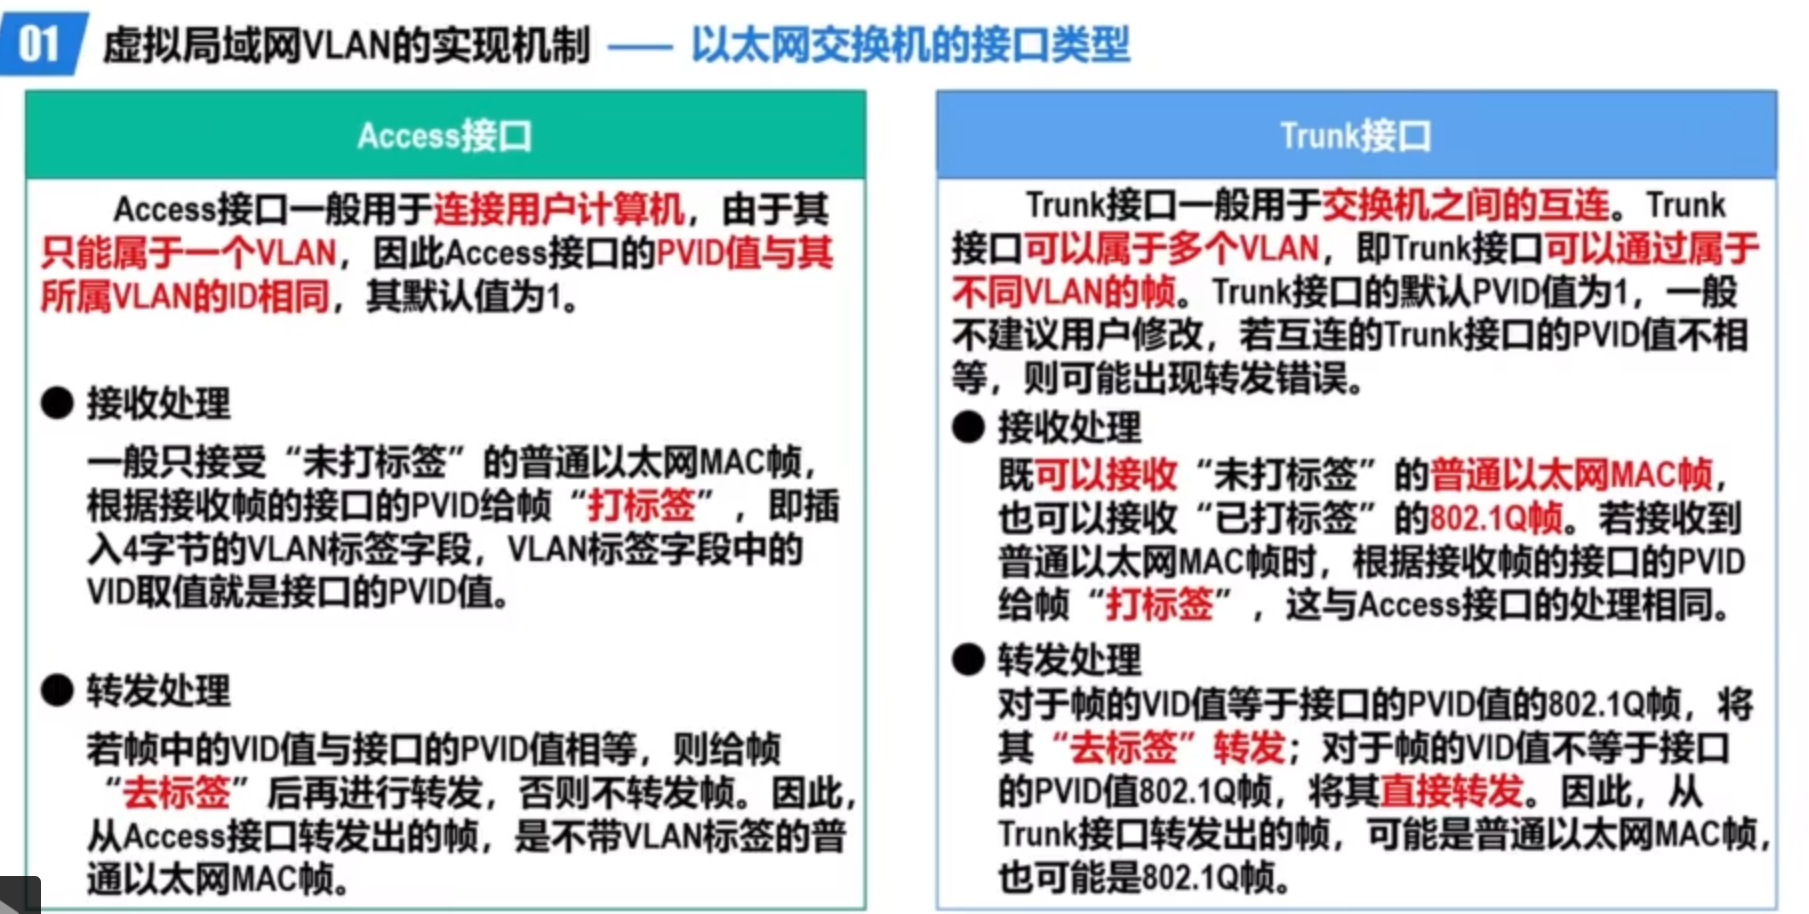 01 虚拟局域网VLAN的实现机制 —— 以太网交换机的接口类型
Access接口
Access接口一般用于连接用户计算机，由于其
只能属于一个VLAN，因此Access接口的PVID值与其
所属VLAN的ID相同，其默认值为1。
● 接收处理
一般只接受“未打标签”的普通以太网MAC帧，
根据接收帧的接口的PVID给帧“打标签”，即插
入4字节的VLAN标签字段，VLAN标签字段中的
VID取值就是接口的PVID值。
● 转发处理
若帧中的VID值与接口的PVID值相等，则给帧
“去标签”后再进行转发，否则不转发帧。因此，
从Access接口转发出的帧，是不带VLAN标签的普
通以太网MAC帧。
Trunk接口
Trunk接口一般用于交换机之间的互连。Trunk
接口可以属于多个VLAN，即Trunk接口可以通过属于
不同VLAN的帧。Trunk接口的默认PVID值为1，一般
不建议用户修改，若互连的Trunk接口的PVID值不相
等，则可能出现转发错误。
● 接收处理
既可以接收“未打标签”的普通以太网MAC帧，
也可以接收“已打标签”的802.1Q帧。若接收到
普通以太网MAC帧时，根据接收帧的接口的PVID
给帧“打标签”，这与Access接口的处理相同。
● 转发处理
对于帧的VID值等于接口的PVID值的802.1Q帧，将
其“去标签”转发；对于帧的VID值不等于接口
的PVID值802.1Q帧，将其直接转发。因此，从
Trunk接口转发出的帧，可能是普通以太网MAC帧，
也可能是802.1Q帧。